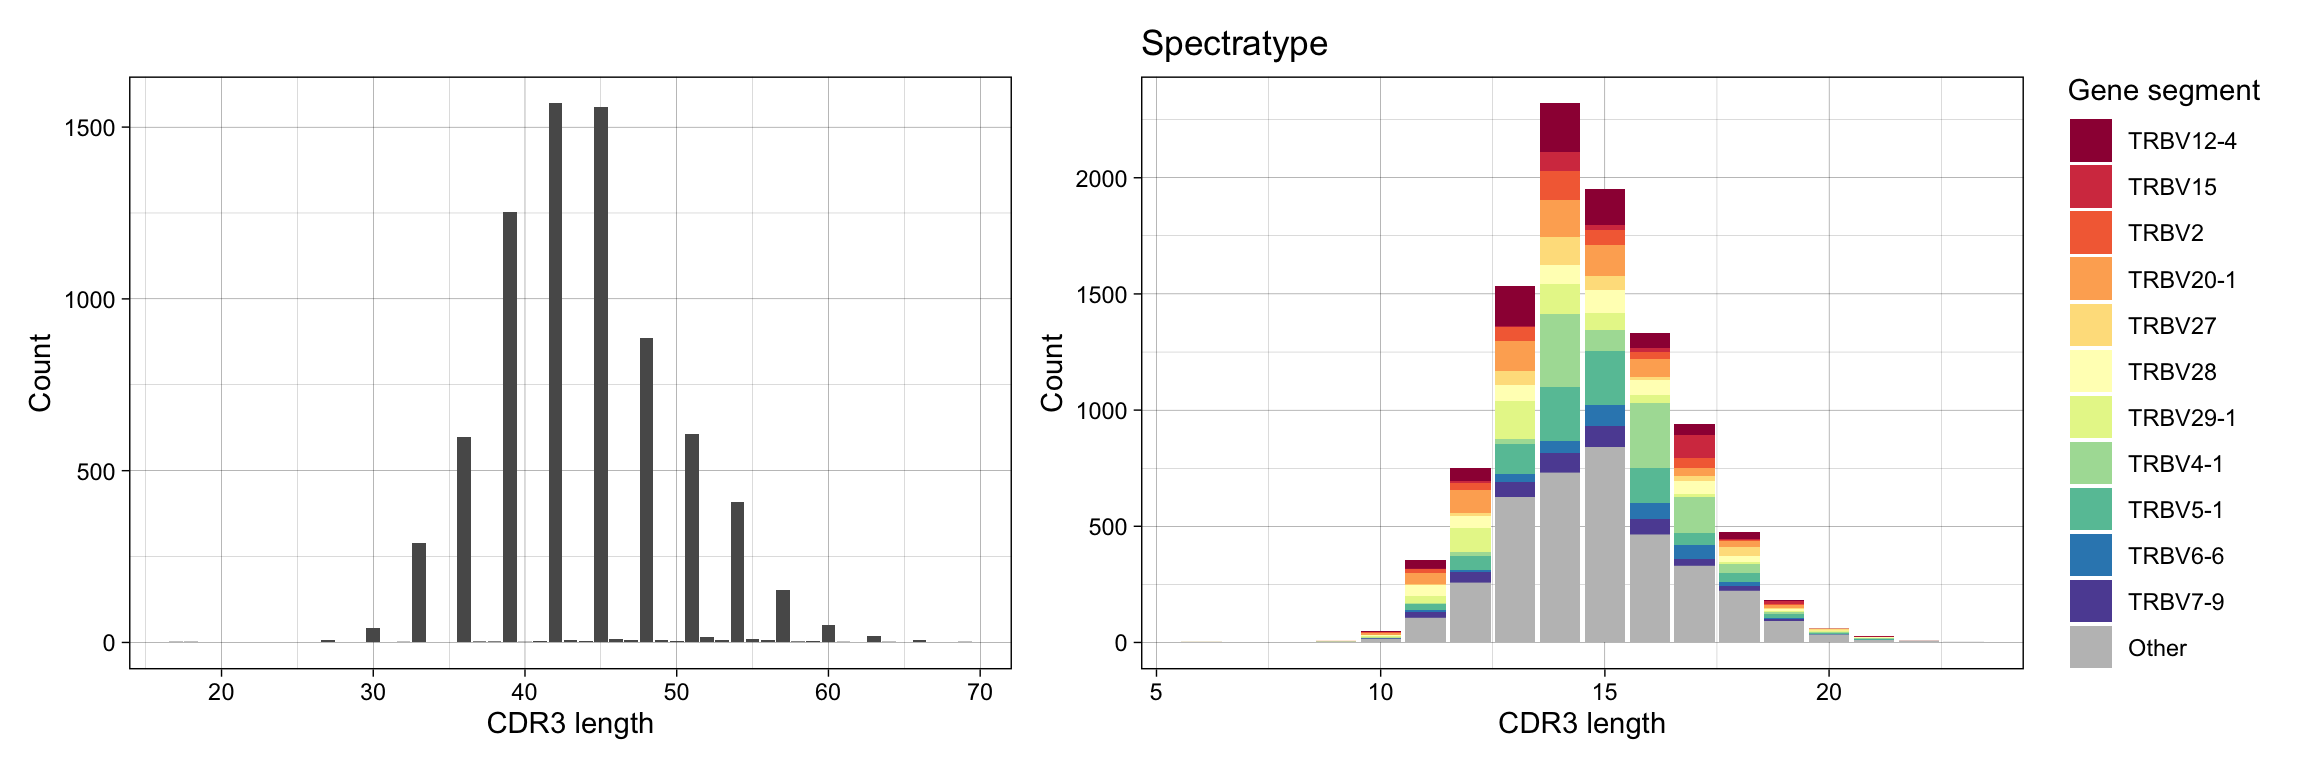 Spectratype
Count
1500
1000
500
0
20 30 40 50 60 70
CDR3 length
Count
2000
1500
1000
500
0
5 10 15 20
CDR3 length
Gene segment
TRBV12-4
TRBV15
TRBV2
TRBV20-1
TRBV27
TRBV28
TRBV29-1
TRBV4-1
TRBV5-1
TRBV6-6
TRBV7-9
Other